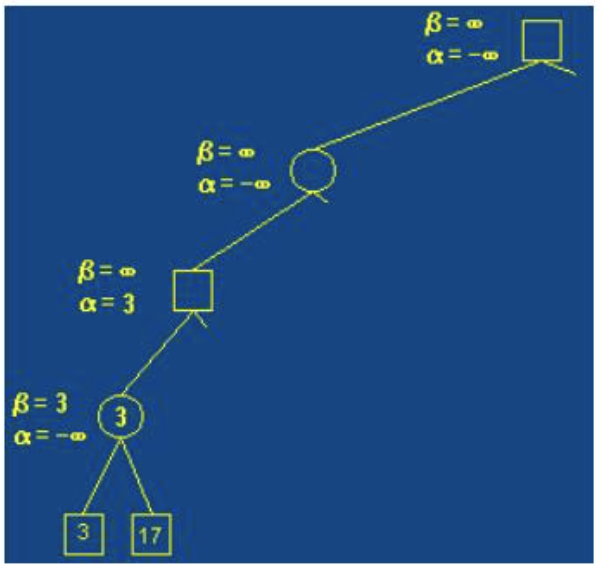 β = ∞
α = -∞
β = ∞
α = -∞
β = ∞
α = 3
β = 3
α = -∞
3
3
17